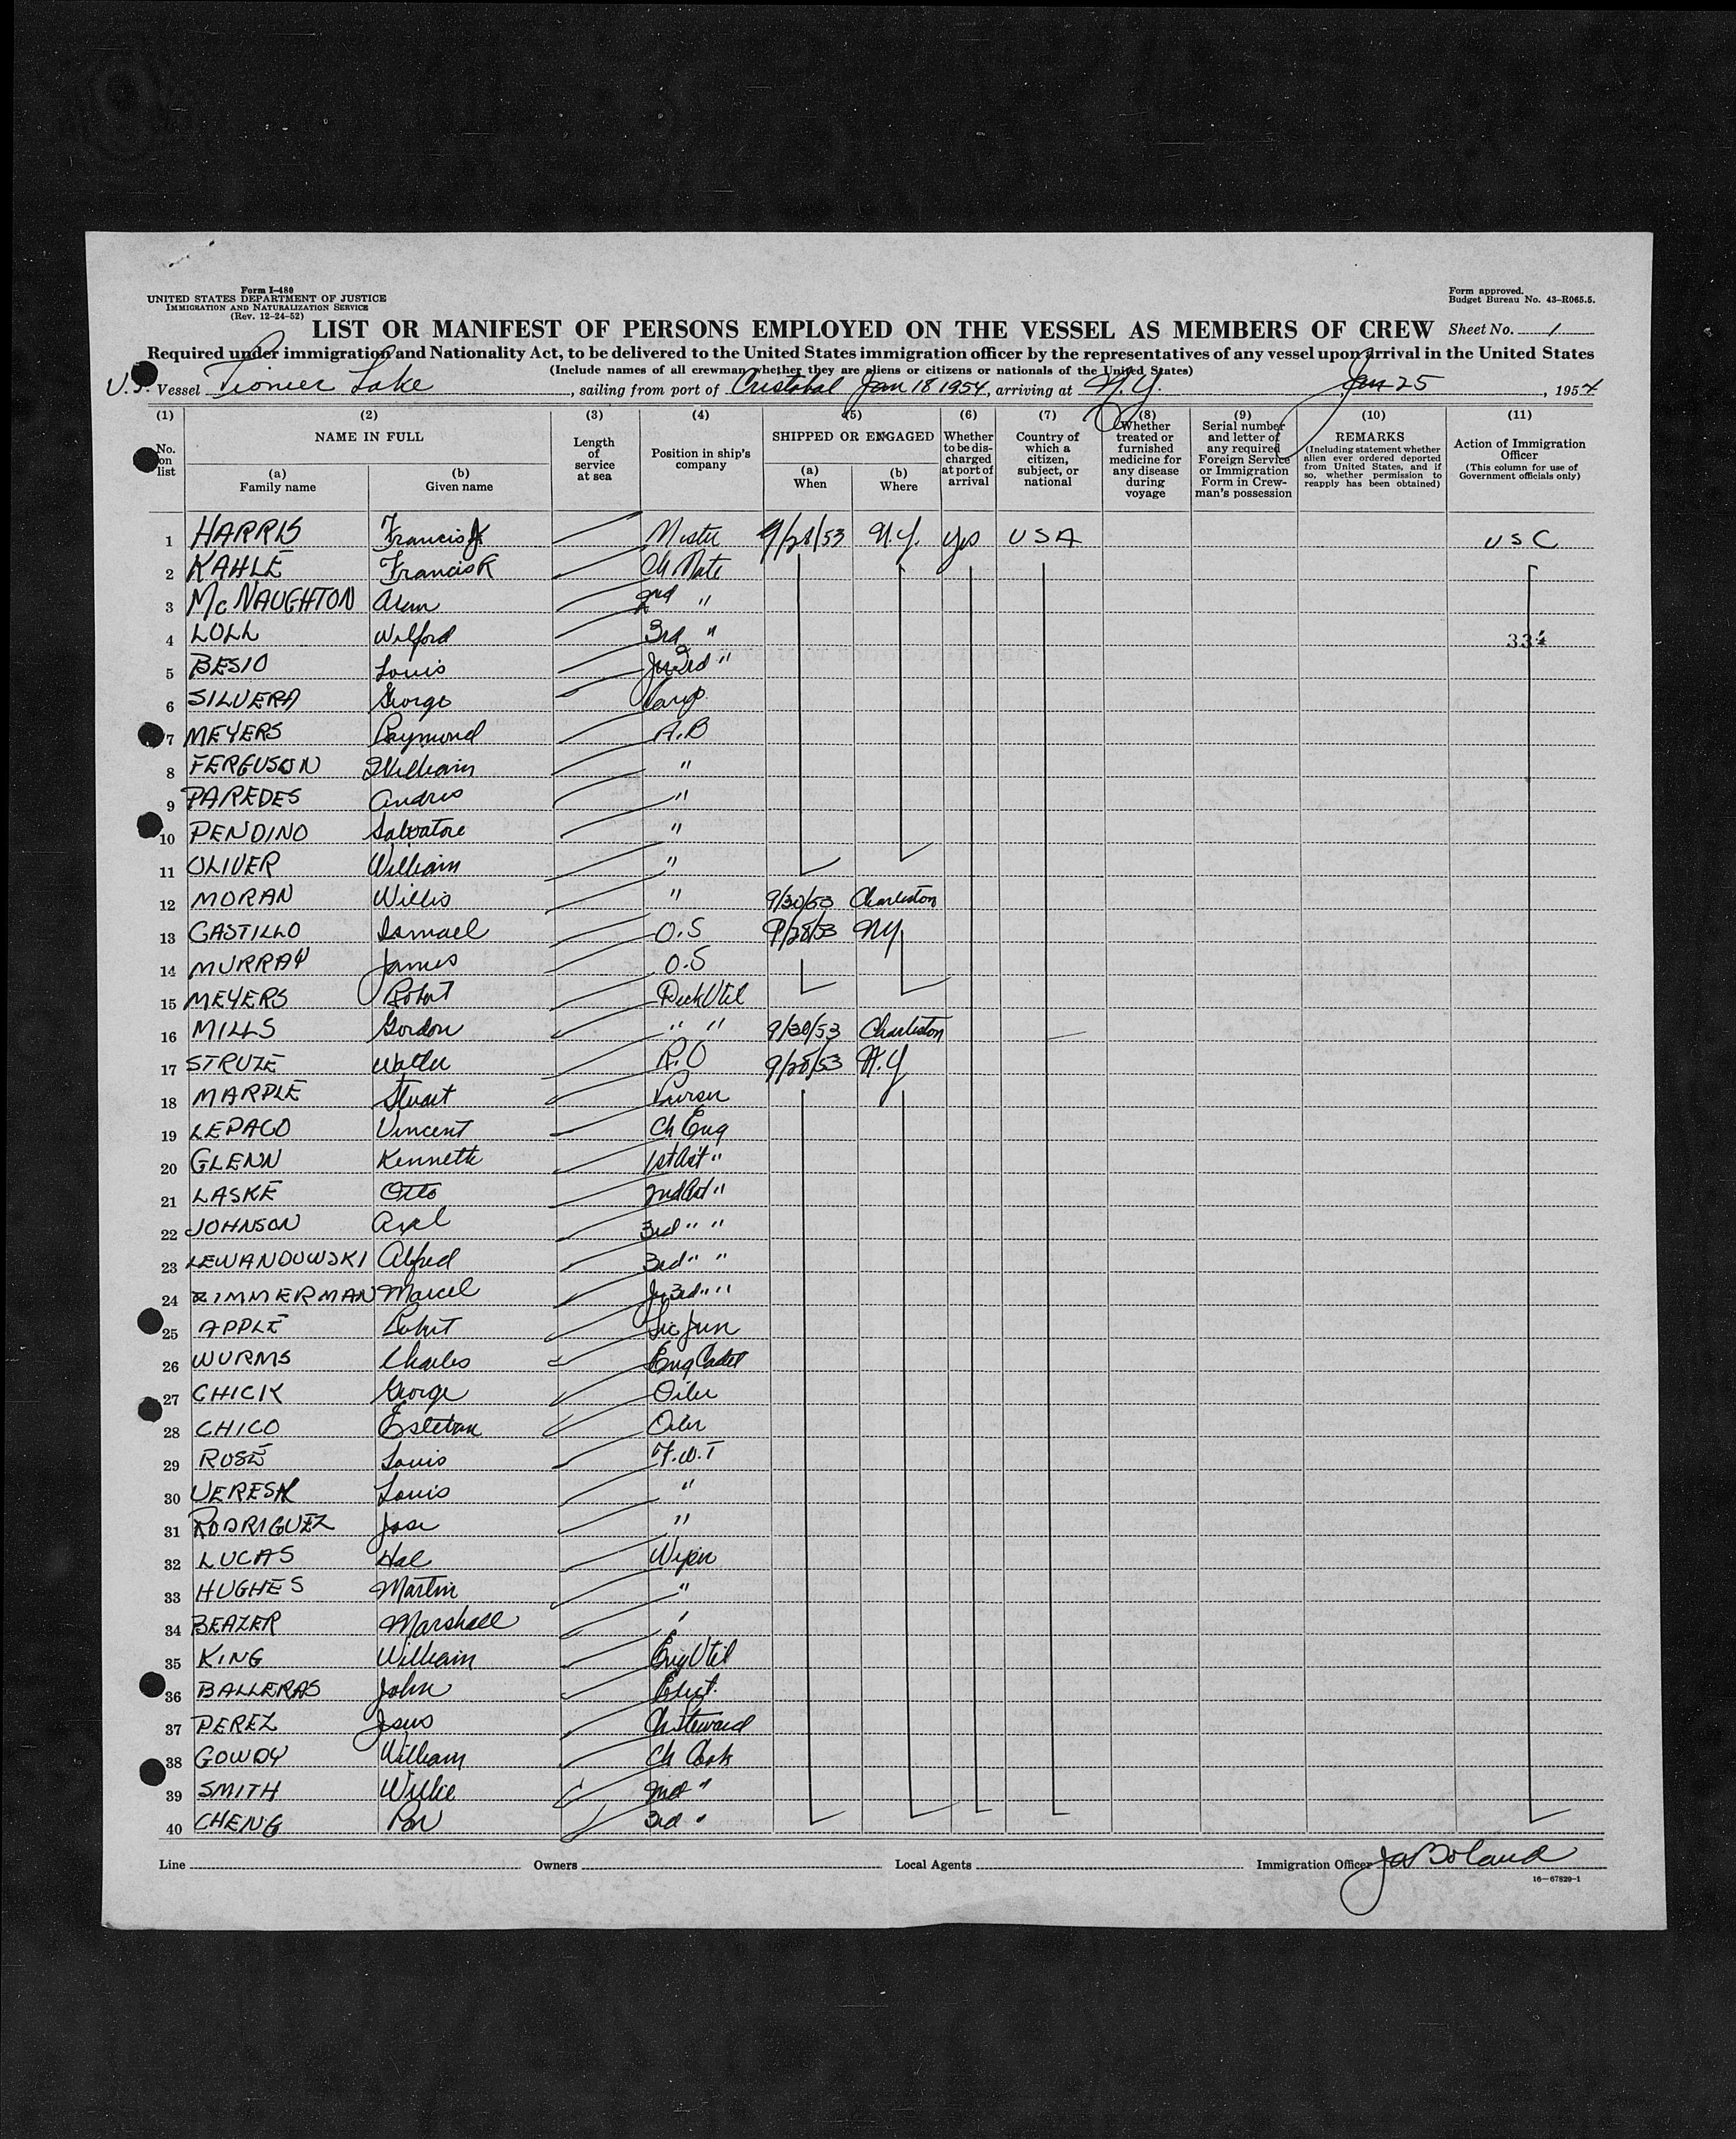 Form I-480
UNITED STATES DEPARTMENT OF JUSTICE
IMMIGRATION AND NATURALIZATION SERVICE
(Rev. 12-24-52)
Form approved.
Budget Bureau No. 43-R065.5.
LIST OR MANIFEST OF PERSONS EMPLOYED ON THE VESSEL AS MEMBERS OF CREW Sheet No. 1
Required under immigration and Nationality Act, to be delivered to the United States immigration officer by the representatives of any vessel upon arrival in the United States
(Include names of all crewman whether they are aliens or citizens or nationals of the United States)
Vessel Pionier Lake, sailing from port of Cristobal Jan 18 1954, arriving at N.Y. Jan 25, 1954
(1) (2) (3) (4) (5) (6) (7) (8) (9) (10) (11)
No. on list
NAME IN FULL
(a) Family name
(b) Given name
Length of service at sea
Position in ship's company
SHIPPED OR ENGAGED
(a) When
(b) Where
Whether to be discharged at port of arrival
Country of which a citizen, subject, or national
Whether treated or furnished medicine for any disease during voyage
Serial number and letter of any required Foreign Service or Immigration Form in Crewman's possession
REMARKS
(Including statement whether alien ever ordered deported from United States, and if so, whether permission to reapply has been obtained)
Action of Immigration Officer
(This column for use of Government officials only)
1 HARRIS Francis Master 9/28/53 N.Y. yes USA USC
2 KAHLE Francis K Ch Mate
3 McNAUGHTON Alan 2nd "
4 LOLL Wilford 3rd " 334
5 BESIO Louis Jr 3rd "
6 SILVERA George
7 MEYERS Raymond A.B
8 FERGUSON William "
9 PAREDES Andres "
10 PENDINO Salvatore "
11 OLIVER William "
12 MORAN Willis " 9/30/53 Charleston
13 CASTILLO Ismael O.S 9/28/53 NY
14 MURRAY James O.S
15 MEYERS Robert Deck Util
16 MILLS Gordon " " 9/30/53 Charleston
17 STRUZE Walter R.O 9/28/53 N.Y
18 MARPLE Stuart Purser
19 LEPACO Vincent Ch Eng
20 GLENN Kenneth 1st Ast "
21 LASKE Otto 2nd Ast "
22 JOHNSON Axel 3rd " "
23 LEWANDOWSKI Alfred 3rd " "
24 ZIMMERMAN Marcel Jr 3rd " "
25 APPLE Robert Lic Jun
26 WURMS Charles Eng Cadet
27 CHICK George Oiler
28 CHICO Esteban Oiler
29 ROSE Louis F.W.T
30 VERESH Louis "
31 RODRIGUEZ Jose "
32 LUCAS Hal Wiper
33 HUGHES Martin "
34 BEAZER Marshall "
35 KING William Eng Util
36 BALLERAS John Elect.
37 PEREZ Jesus Ch Steward
38 GOWDY William Ch Cook
39 SMITH Willie 2nd "
40 CHENG Pon 3rd "
Line Owners Local Agents Immigration Officer Ja Boland
16—67829-1